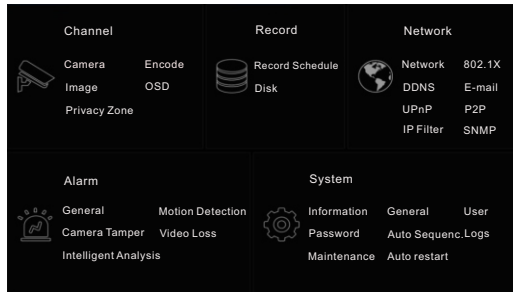 Channel
Camera Encode
Image OSD
Privacy Zone
Record
Record Schedule
Disk
Network
Network 802.1X
DDNS E-mail
UPnP P2P
IP Filter SNMP
Alarm
General Motion Detection
Camera Tamper Video Loss
Intelligent Analysis
System
Information General User
Password Auto Sequenc. Logs
Maintenance Auto restart